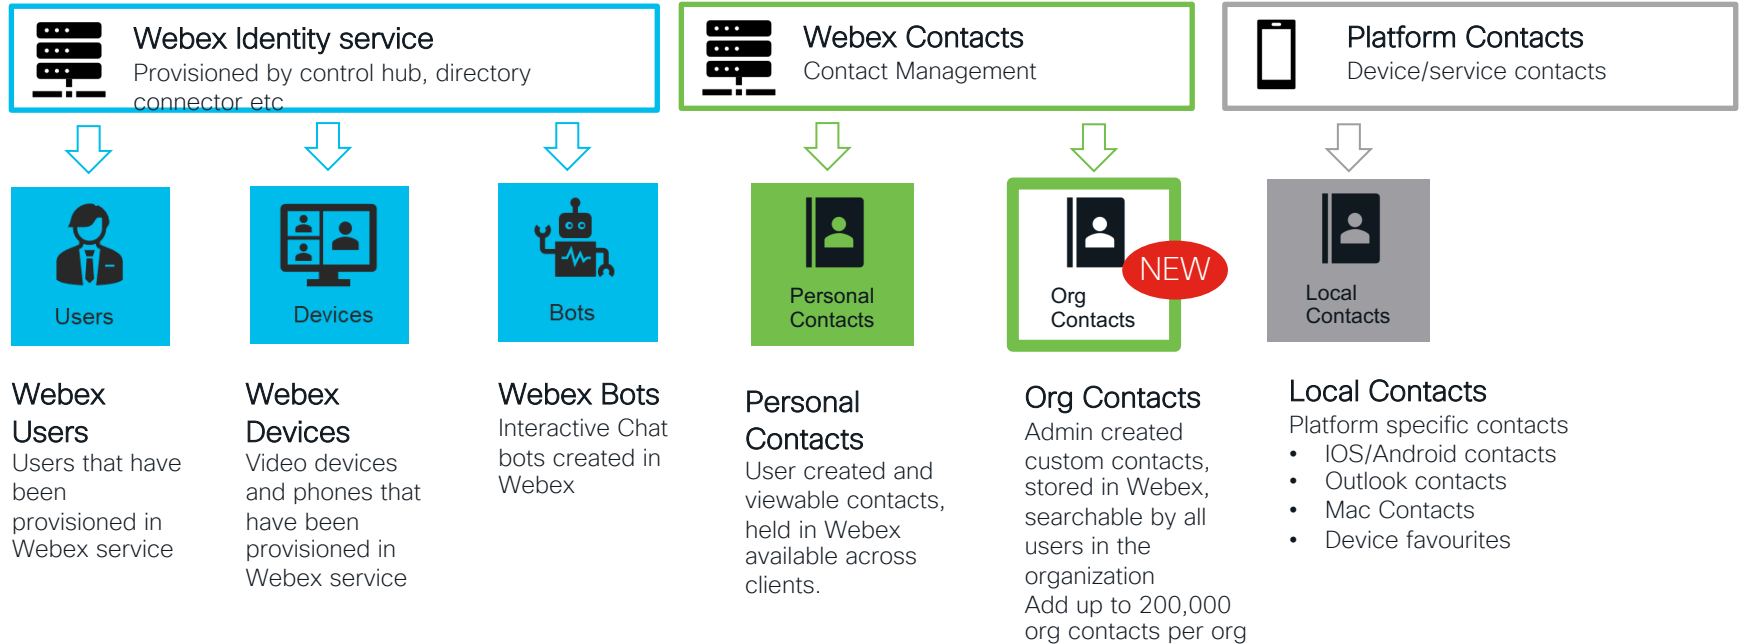 Webex Identity service
Provisioned by control hub, directory
connector etc
Webex Contacts
Contact Management
Platform Contacts
Device/service contacts
Users
Devices
Bots
Personal
Contacts
Org
Contacts
NEW
Local
Contacts
Webex
Users
Users that have
been
provisioned in
Webex service
Webex
Devices
Video devices
and phones that
have been
provisioned in
Webex service
Webex Bots
Interactive Chat
bots created in
Webex
Personal
Contacts
User created and
viewable contacts,
held in Webex
available across
clients.
Org Contacts
Admin created
custom contacts,
stored in Webex,
searchable by all
users in the
organization
Add up to 200,000
org contacts per org
Local Contacts
Platform specific contacts
• IOS/Android contacts
• Outlook contacts
• Mac Contacts
• Device favourites